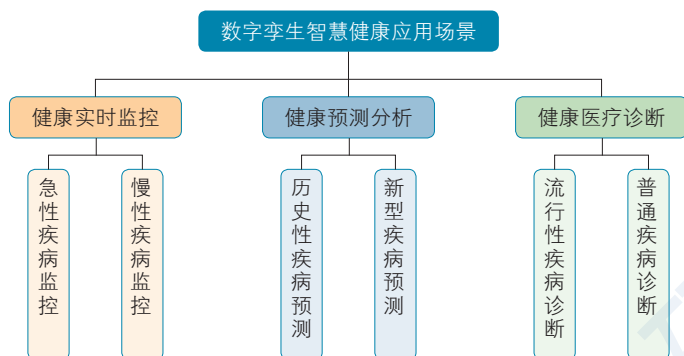 数字孪生智慧健康应用场景
健康实时监控
健康预测分析
健康医疗诊断
急性疾病监控
慢性疾病监控
历史性疾病预测
新型疾病预测
流行性疾病诊断
普通疾病诊断